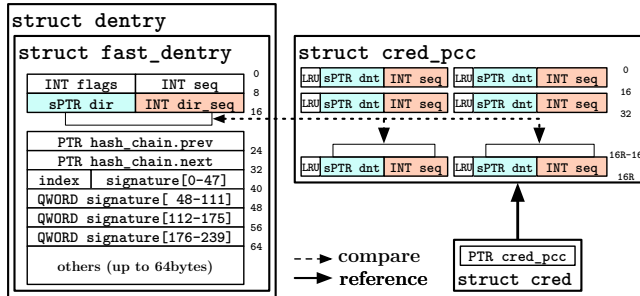 struct dentry
struct fast_dentry
INT flags INT seq
sPTR dir INT dir_seq
PTR hash_chain.prev
PTR hash_chain.next
index signature[0-47]
QWORD signature[ 48-111]
QWORD signature[112-175]
QWORD signature[176-239]
others (up to 64bytes)
0
8
16
24
32
40
48
56
64
struct cred_pcc
LRU sPTR dnt INT seq LRU sPTR dnt INT seq
LRU sPTR dnt INT seq LRU sPTR dnt INT seq
LRU sPTR dnt INT seq LRU sPTR dnt INT seq
0
16
32
16R-16
16R
compare
reference
PTR cred_pcc
struct cred